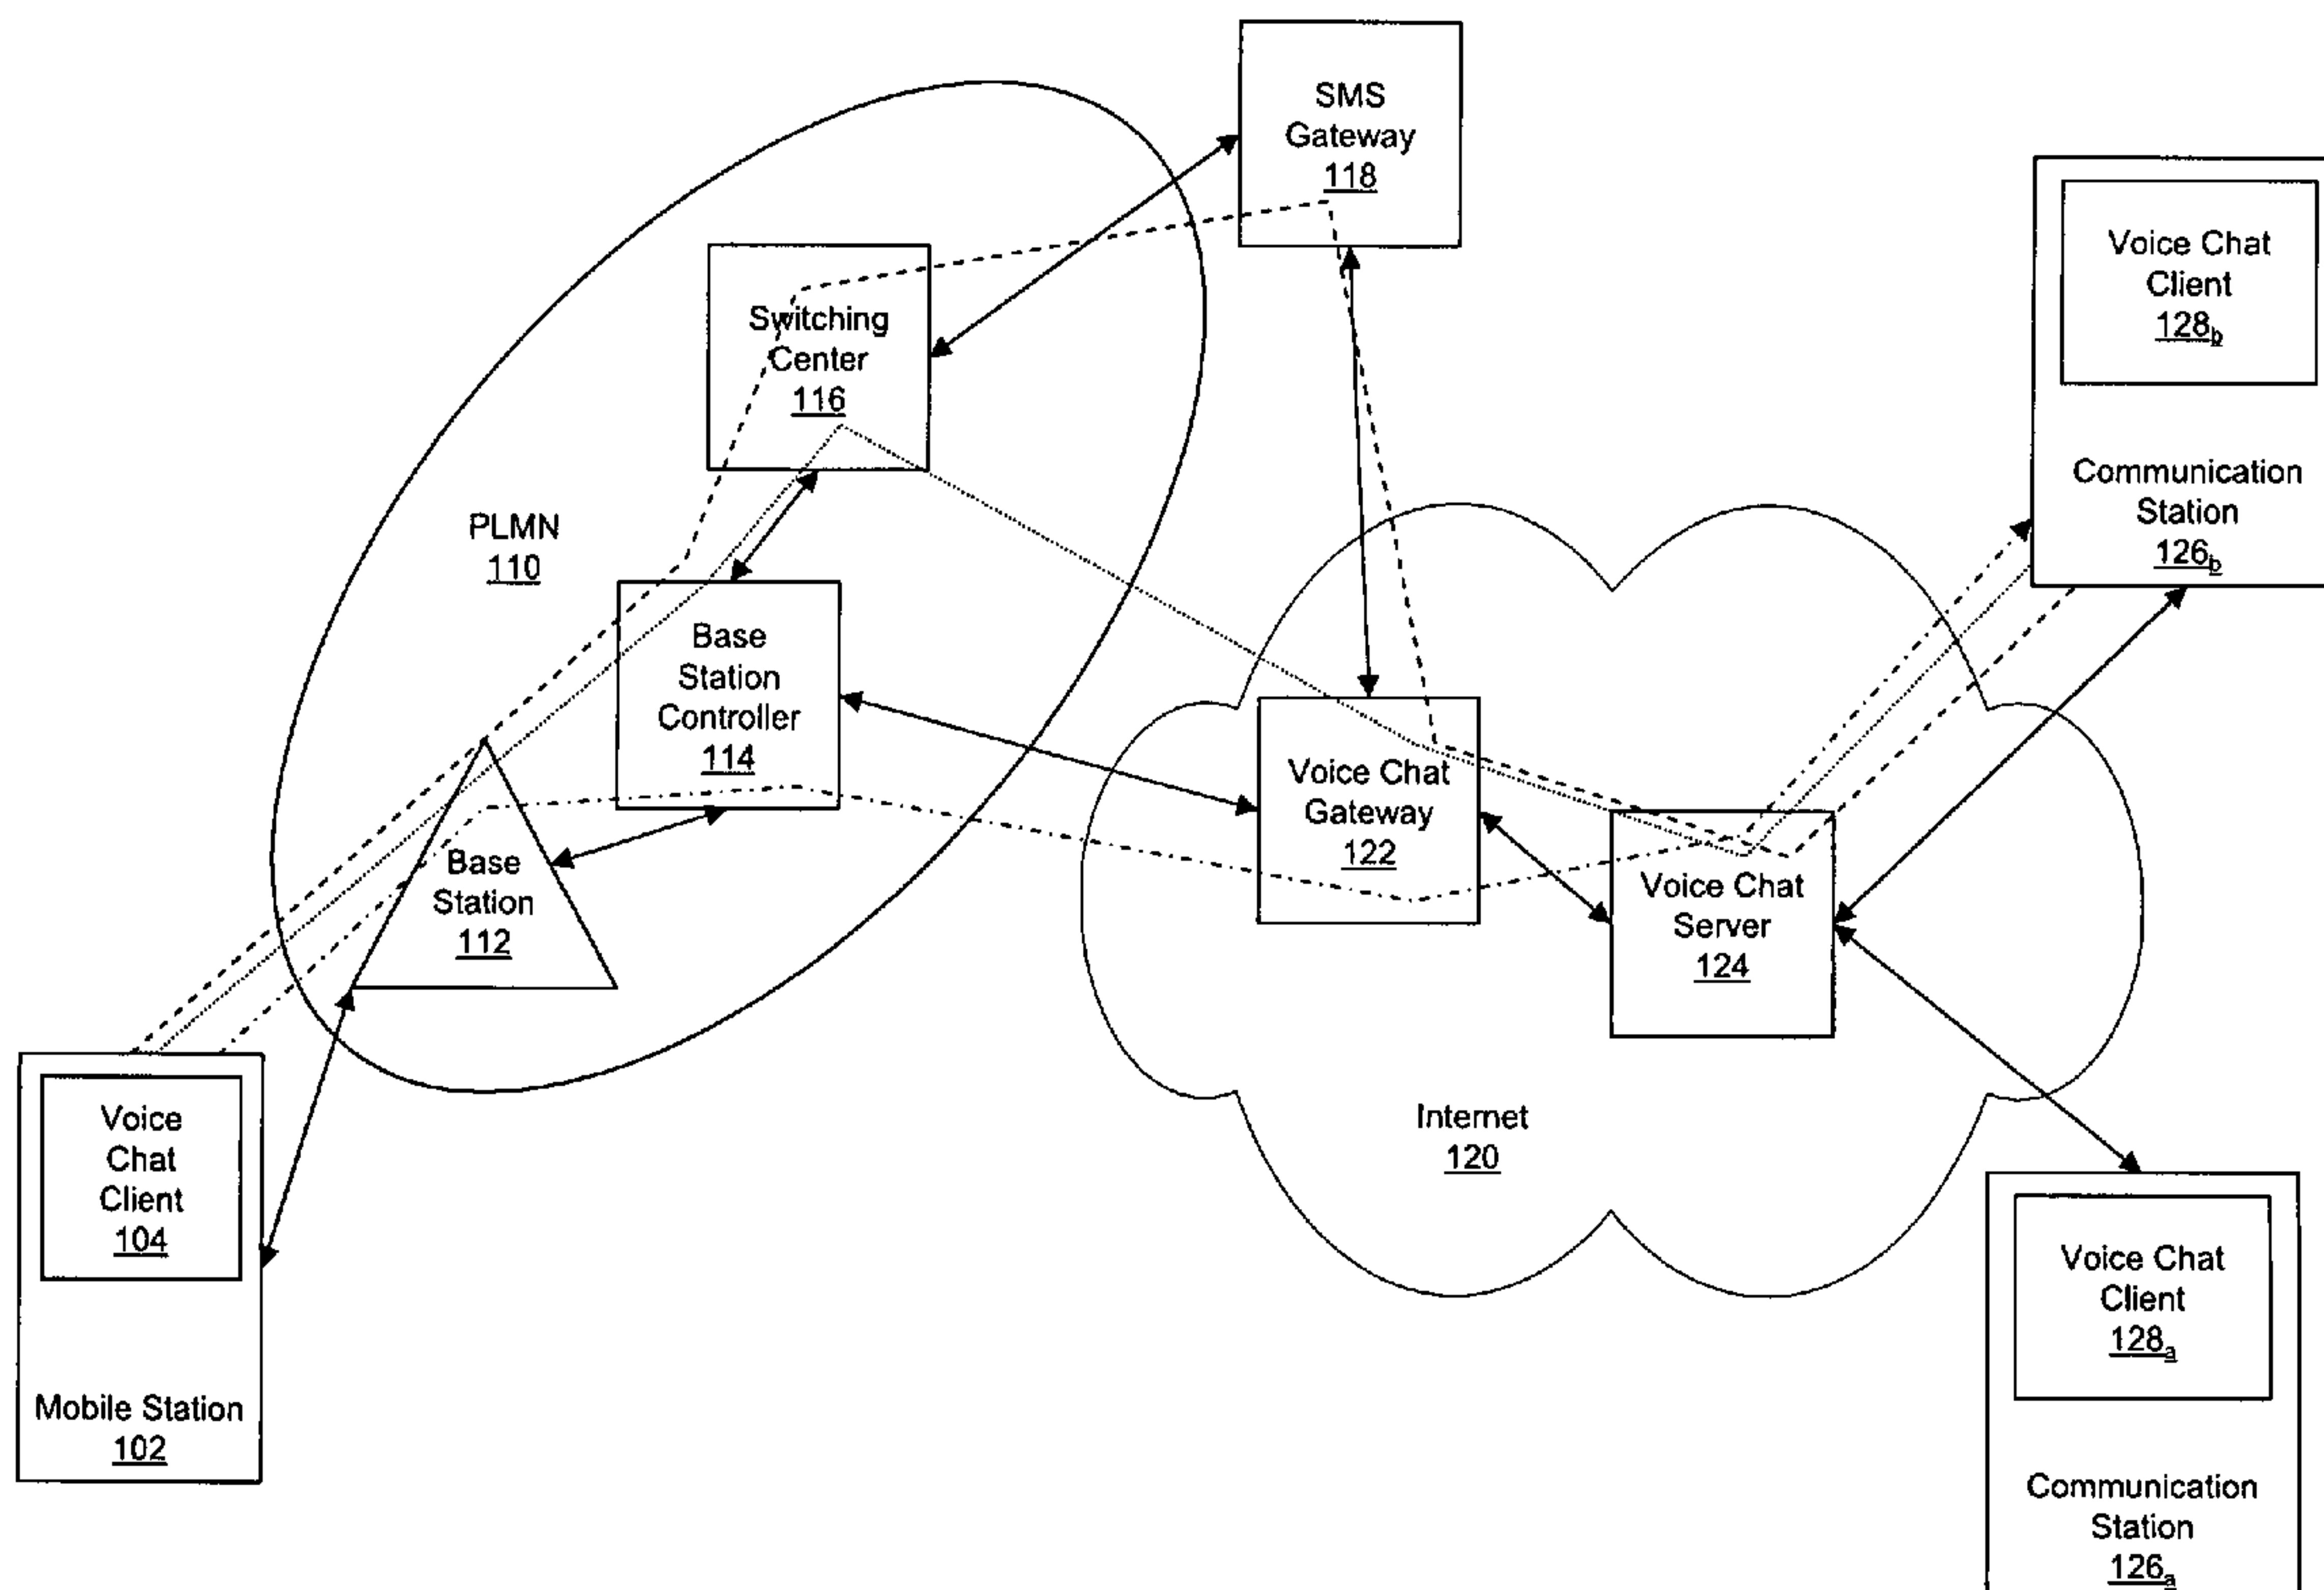 SMS
Gateway
118
Voice Chat
Client
128b
Communication
Station
126b
Switching
Center
116
PLMN
110
Base
Station
Controller
114
Voice Chat
Gateway
122
Voice Chat
Server
124
Base
Station
112
Internet
120
Voice
Chat
Client
104
Mobile Station
102
Voice Chat
Client
128a
Communication
Station
126a